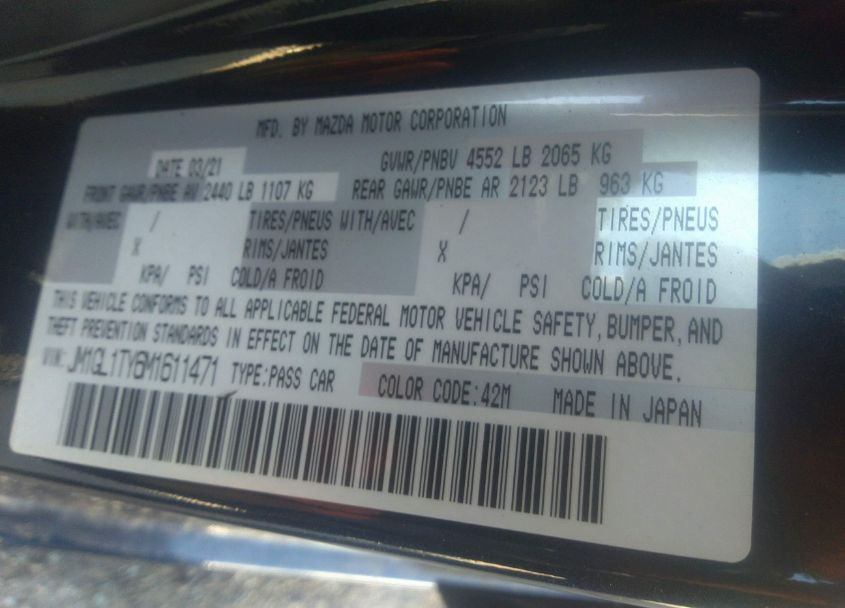 MFD. BY MAZDA MOTOR CORPORATION
DATE 03/21 GVWR/PNBV 4552 LB 2065 KG
FRONT GAWR/PNBE AV 2440 LB 1107 KG REAR GAWR/PNBE AR 2123 LB 963 KG
WITH/AVEC / TIRES/PNEUS WITH/AVEC / TIRES/PNEUS
X RIMS/JANTES X RIMS/JANTES
KPA/ PSI COLD/A FROID KPA/ PSI COLD/A FROID
THIS VEHICLE CONFORMS TO ALL APPLICABLE FEDERAL MOTOR VEHICLE SAFETY, BUMPER, AND
THEFT PREVENTION STANDARDS IN EFFECT ON THE DATE OF MANUFACTURE SHOWN ABOVE.
VIN: JM1GL1TY6M1611471 TYPE:PASS CAR COLOR CODE:42M MADE IN JAPAN